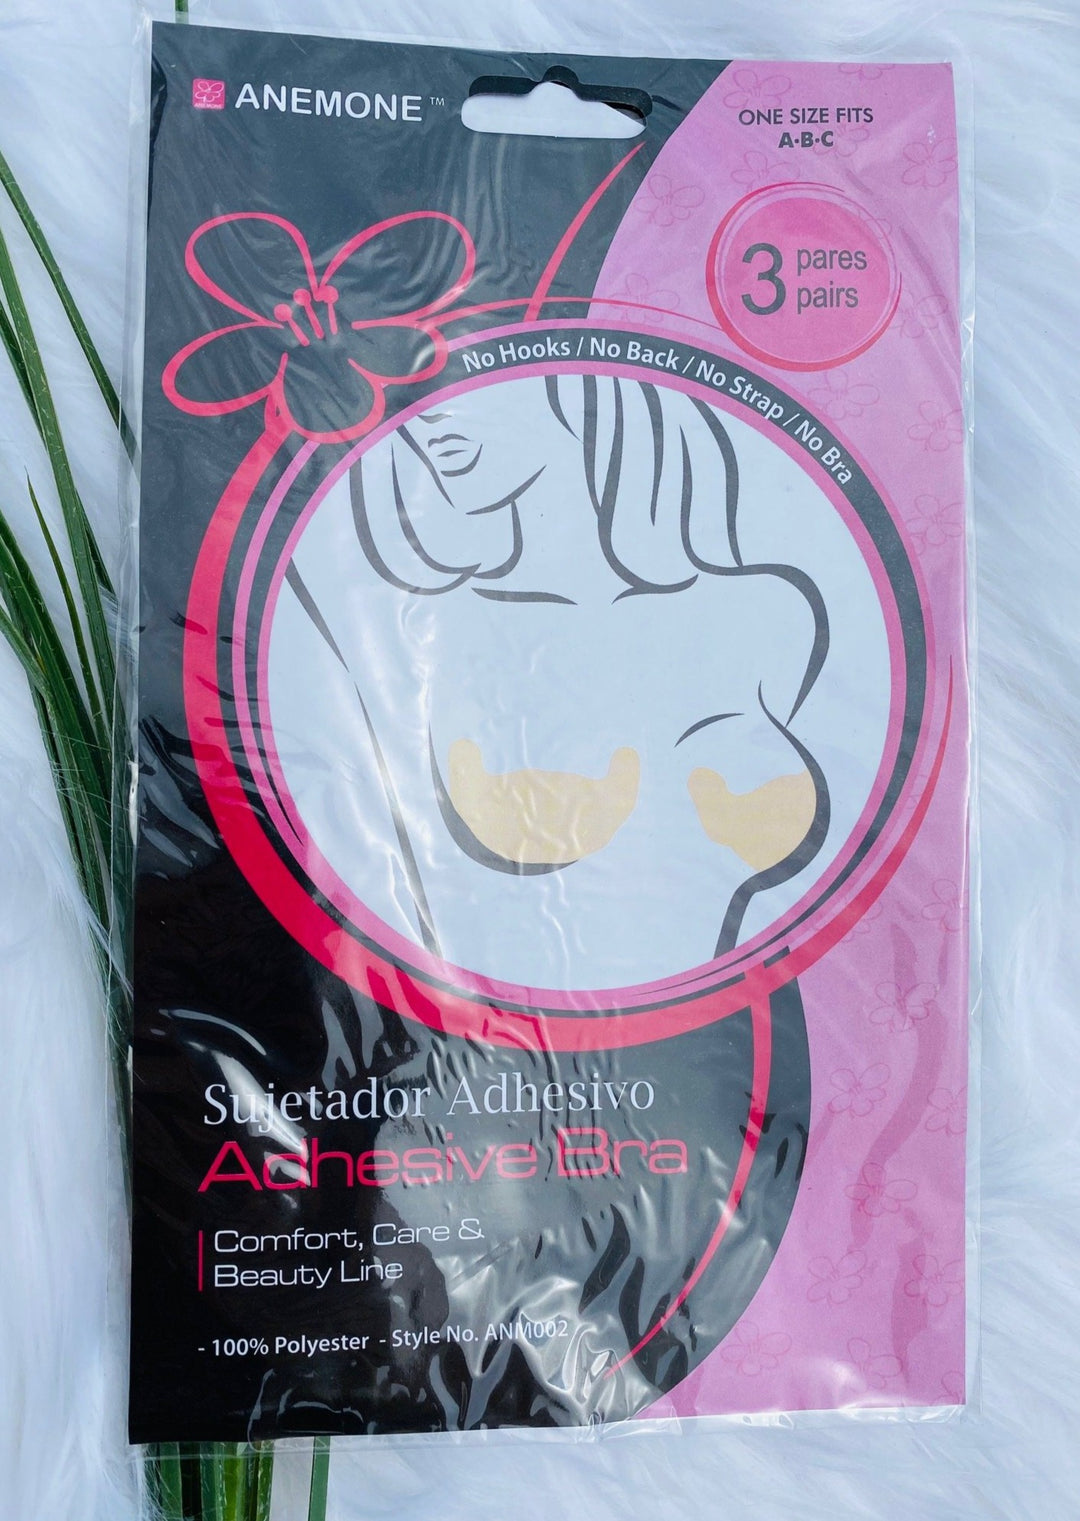 ANEMONE™
ANEMONE
ONE SIZE FITS
A·B·C
3 pares
pairs
No Hooks / No Back / No Strap / No Bra
Sujetador Adhesivo
Adhesive Bra
Comfort, Care &
Beauty Line
- 100% Polyester - Style No. ANM002